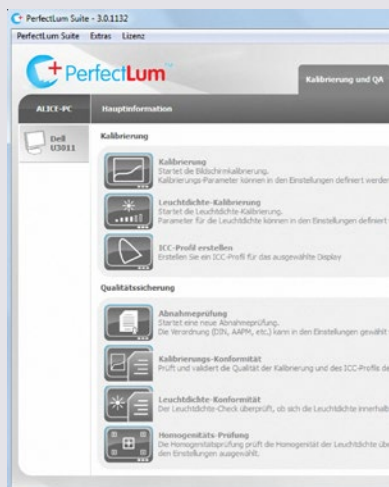 PerfectLum Suite - 3.0.1132
PerfectLum Suite Extras Lizenz
PerfectLum
Kalibrierung und QA
ALICE-PC Hauptinformation
Dell
U3011
Kalibrierung
Kalibrierung
Startet die Bildschirmkalibrierung.
Kalibrierungs-Parameter können in den Einstellungen definiert werden
Leuchtdichte-Kalibrierung
Startet die Leuchtdichte-Kalibrierung.
Parameter für die Leuchtdichte können in den Einstellungen definiert
ICC-Profil erstellen
Erstellen Sie ein ICC-Profil für das ausgewählte Display
Qualitätssicherung
Abnahmeprüfung
Startet eine neue Abnahmeprüfung.
Die Verordnung (DIN, AAPM, etc.) kann in den Einstellungen gewählt
Kalibrierungs-Konformität
Prüft und validiert die Qualität der Kalibrierung und des ICC-Profils
Leuchtdichte-Konformität
Der Leuchtdichte-Check überprüft, ob sich die Leuchtdichte innerhalb
Homogenitäts-Prüfung
Die Homogenitätsprüfung prüft die Homogenität der Leuchtdichte
den Einstellungen ausgewählt.